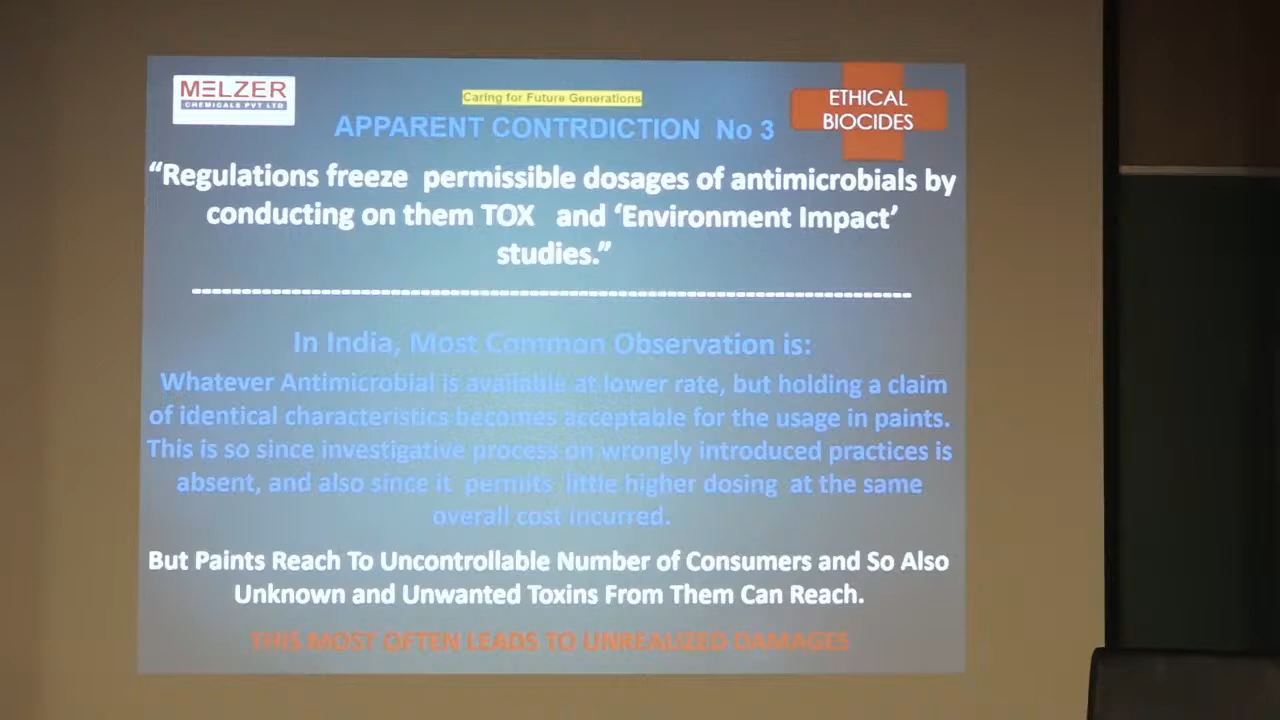 MELZER
CHEMICALS PVT LTD
Caring for Future Generations
ETHICAL
BIOCIDES
APPARENT CONTRDICTION No 3
“Regulations freeze permissible dosages of antimicrobials by
conducting on them TOX and ‘Environment Impact’
studies.”
------------------------------------------------------------------------
In India, Most Common Observation is:
Whatever Antimicrobial is available at lower rate, but holding a claim
of identical characteristics becomes acceptable for the usage in paints.
This is so since investigative process on wrongly introduced practices is
absent, and also since it permits little higher dosing at the same
overall cost incurred.
But Paints Reach To Uncontrollable Number of Consumers and So Also
Unknown and Unwanted Toxins From Them Can Reach.
THIS MOST OFTEN LEADS TO UNREALIZED DAMAGES